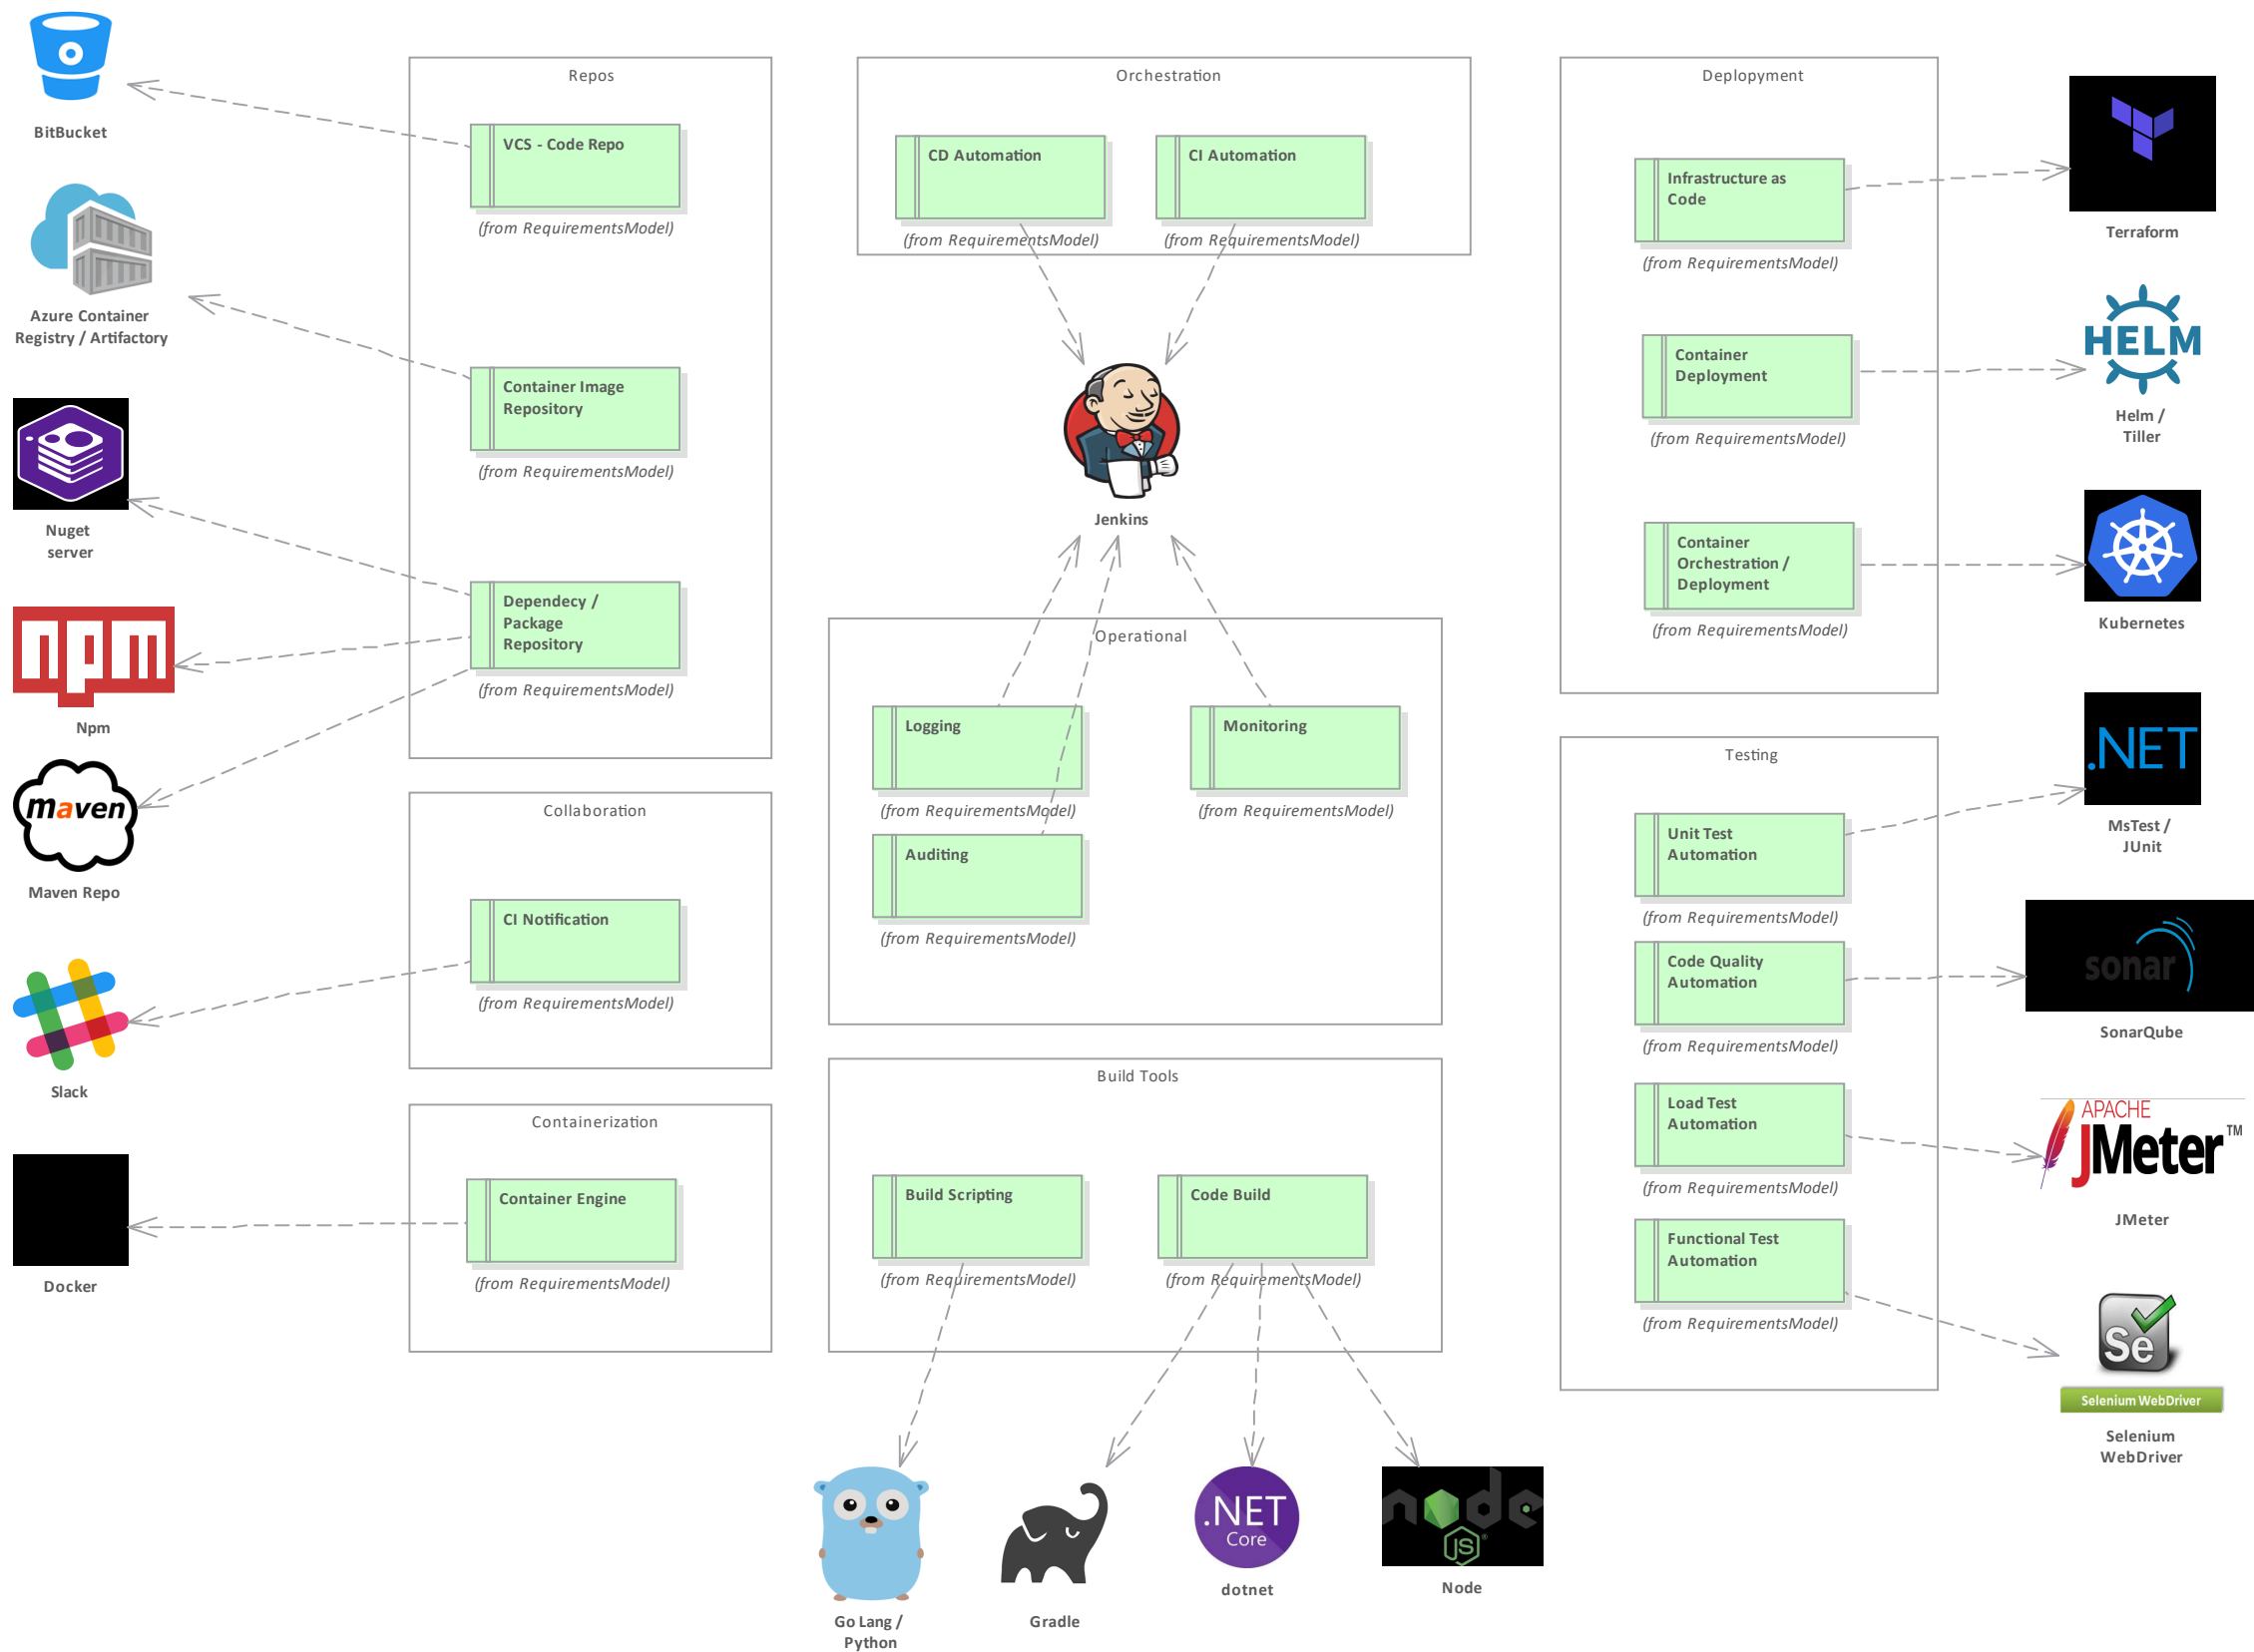 BitBucket
Azure Container
Registry / Artifactory
Nuget
server
npm
Npm
maven
Maven Repo
Slack
Docker
Repos
VCS - Code Repo
(from RequirementsModel)
Container Image
Repository
(from RequirementsModel)
Dependecy /
Package
Repository
(from RequirementsModel)
Collaboration
CI Notification
(from RequirementsModel)
Containerization
Container Engine
(from RequirementsModel)
Orchestration
CD Automation
(from RequirementsModel)
CI Automation
(from RequirementsModel)
Jenkins
Operational
Logging
(from RequirementsModel)
Monitoring
(from RequirementsModel)
Auditing
(from RequirementsModel)
Build Tools
Build Scripting
(from RequirementsModel)
Code Build
(from RequirementsModel)
Go Lang /
Python
Gradle
.NET
Core
dotnet
node
JS
Node
Deplopyment
Infrastructure as
Code
(from RequirementsModel)
Container
Deployment
(from RequirementsModel)
Container
Orchestration /
Deployment
(from RequirementsModel)
Testing
Unit Test
Automation
(from RequirementsModel)
Code Quality
Automation
(from RequirementsModel)
Load Test
Automation
(from RequirementsModel)
Functional Test
Automation
(from RequirementsModel)
Terraform
HELM
Helm /
Tiller
Kubernetes
.NET
MsTest /
JUnit
sonar
SonarQube
APACHE
JMeter™
JMeter
Se
Selenium WebDriver
Selenium
WebDriver